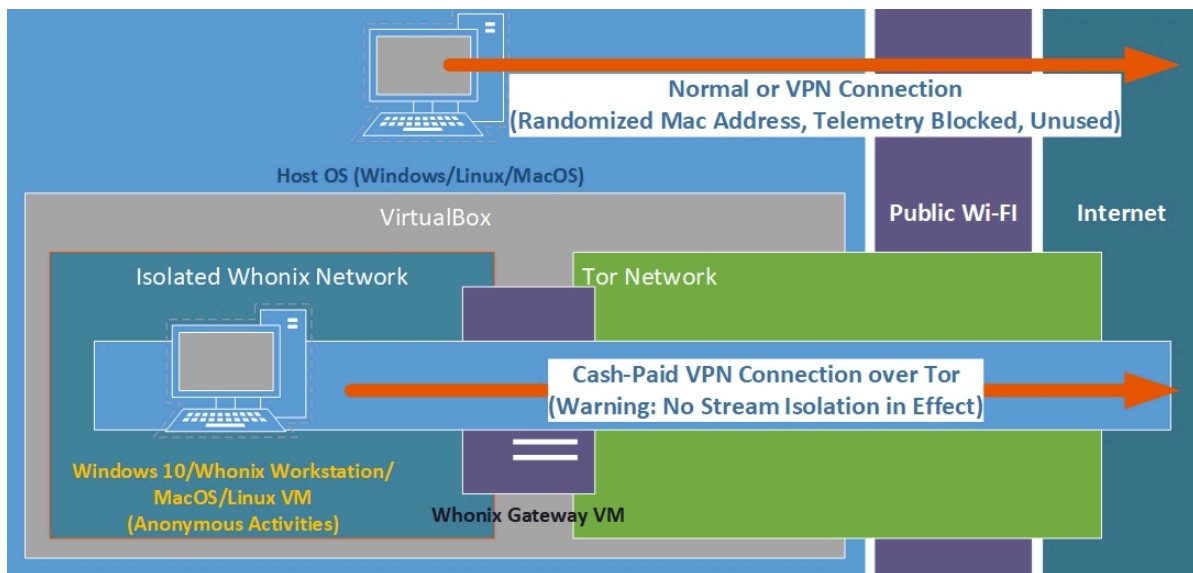 Normal or VPN Connection
(Randomized Mac Address, Telemetry Blocked, Unused)
Host OS (Windows/Linux/MacOS)
VirtualBox
Public Wi-FI
Internet
Isolated Whonix Network
Tor Network
Cash-Paid VPN Connection over Tor
(Warning: No Stream Isolation in Effect)
Windows 10/Whonix Workstation/
MacOS/Linux VM
(Anonymous Activities)
Whonix Gateway VM